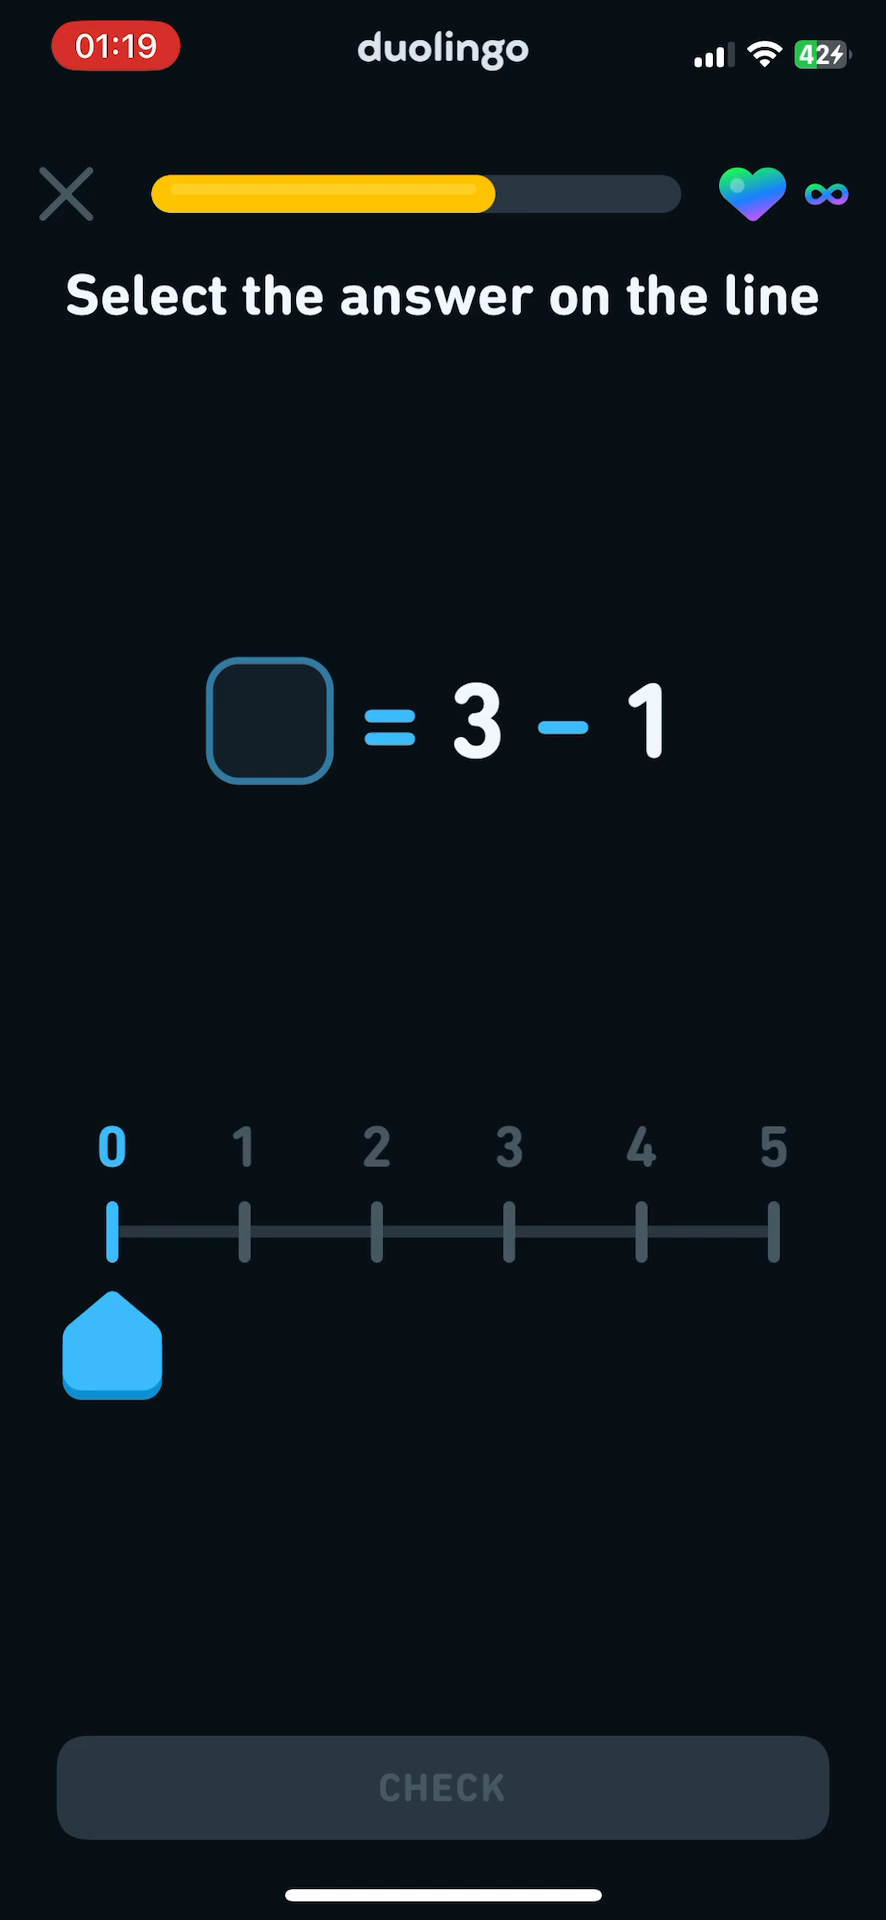 01:19 duolingo 42
Select the answer on the line
= 3 − 1
0 1 2 3 4 5
CHECK